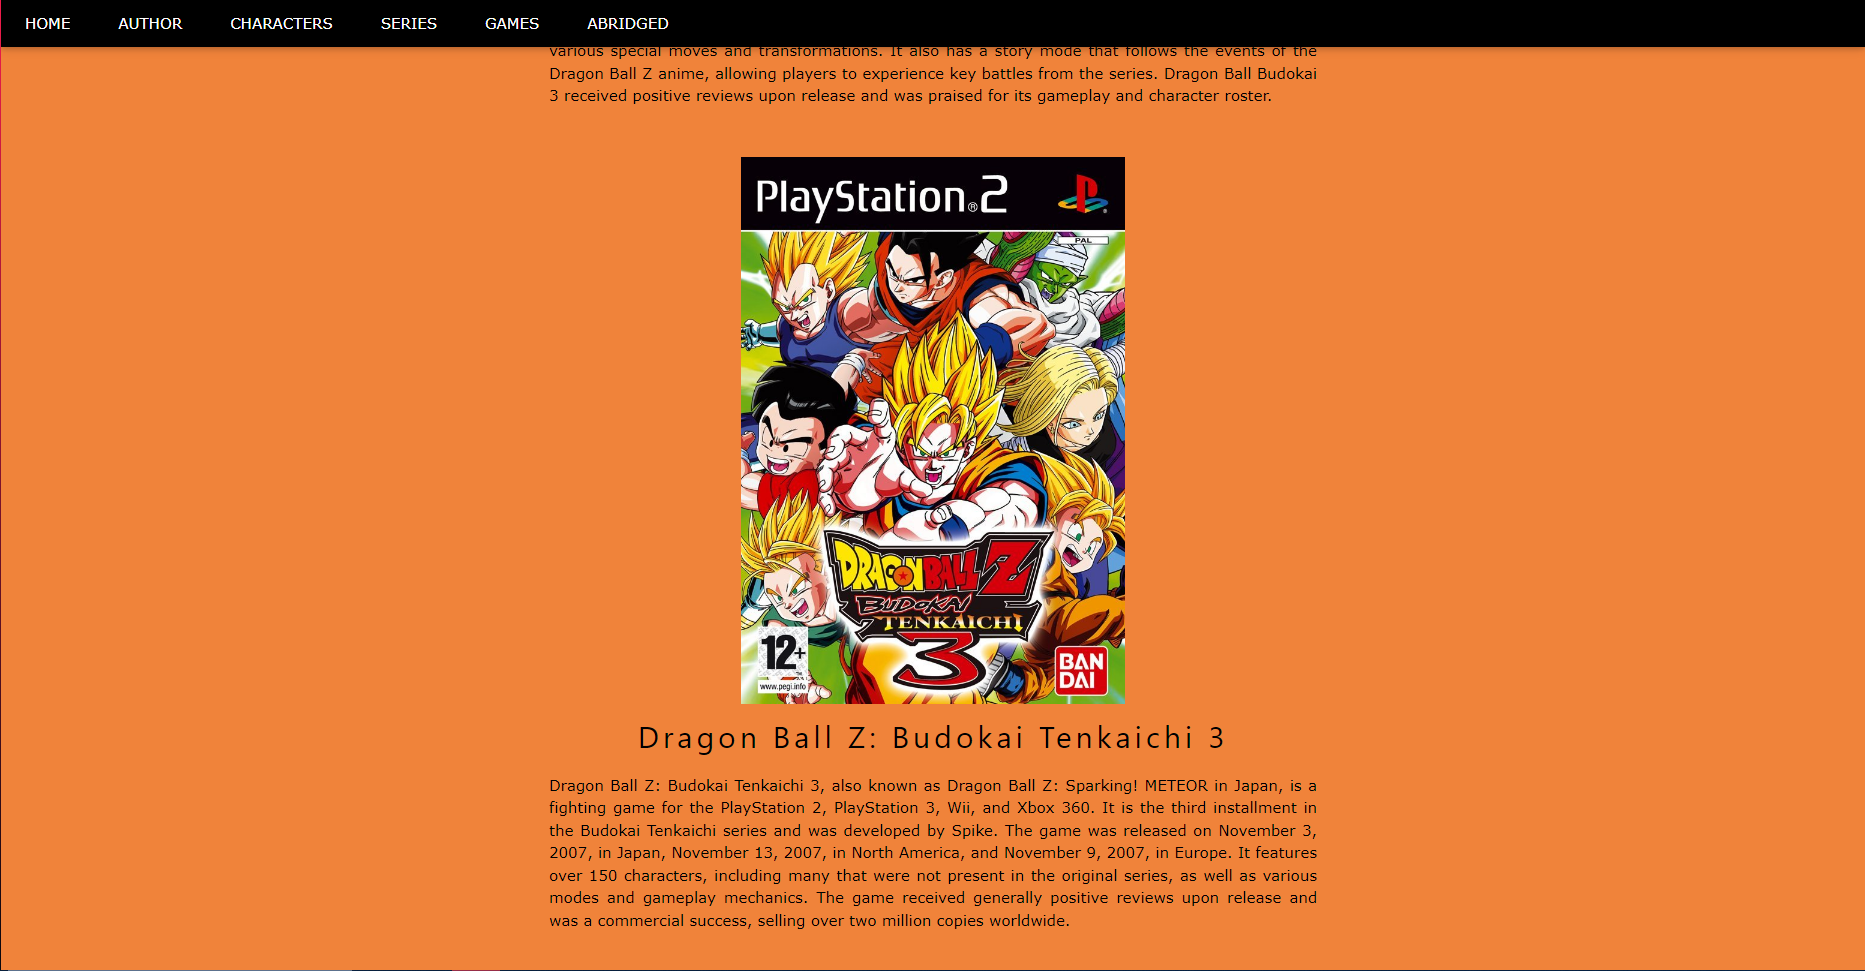 HOME AUTHOR CHARACTERS SERIES GAMES ABRIDGED
various special moves and transformations. It also has a story mode that follows the events of the
Dragon Ball Z anime, allowing players to experience key battles from the series. Dragon Ball Budokai
3 received positive reviews upon release and was praised for its gameplay and character roster.
PlayStation®2
PAL
DRAGON BALL Z
BUDOKAI
TENKAICHI
3
12+
www.pegi.info
BAN
DAI
Dragon Ball Z: Budokai Tenkaichi 3
Dragon Ball Z: Budokai Tenkaichi 3, also known as Dragon Ball Z: Sparking! METEOR in Japan, is a
fighting game for the PlayStation 2, PlayStation 3, Wii, and Xbox 360. It is the third installment in
the Budokai Tenkaichi series and was developed by Spike. The game was released on November 3,
2007, in Japan, November 13, 2007, in North America, and November 9, 2007, in Europe. It features
over 150 characters, including many that were not present in the original series, as well as various
modes and gameplay mechanics. The game received generally positive reviews upon release and
was a commercial success, selling over two million copies worldwide.